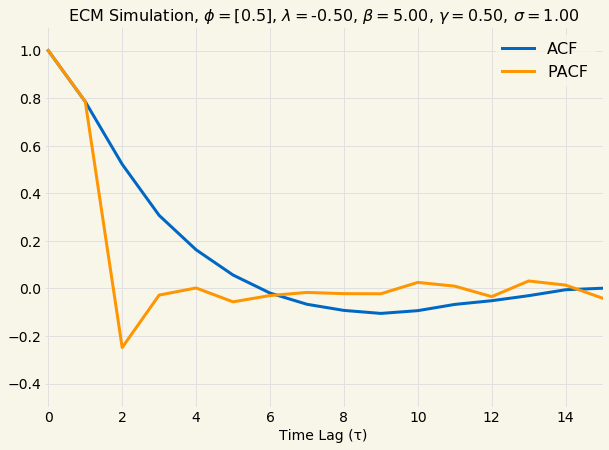 ECM Simulation, ϕ = [0.5], λ = -0.50, β = 5.00, γ = 0.50, σ = 1.00
ACF
PACF
1.0
0.8
0.6
0.4
0.2
0.0
−0.2
−0.4
0 2 4 6 8 10 12 14
Time Lag (τ)